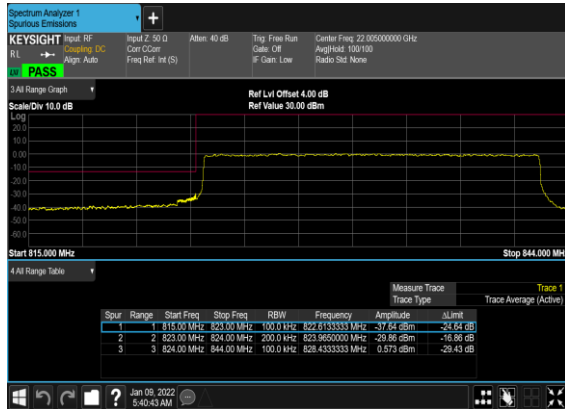 Spectrum Analyzer 1
Spurious Emissions
+
KEYSIGHT Input: RF Input Z: 50 Ω Atten: 40 dB Trig: Free Run Center Freq: 22.005000000 GHz
RL Coupling: DC Corr CCorr Gate: Off Avg|Hold: 100/100
Align: Auto Freq Ref: Int (S) IF Gain: Low Radio Std: None
PASS
3 All Range Graph
Ref Lvl Offset 4.00 dB
Scale/Div 10.0 dB Ref Value 30.00 dBm
Log
20.0
10.0
0.00
-10.0
-20.0
-30.0
-40.0
-50.0
-60.0
Start 815.000 MHz Stop 844.000 MH
4 All Range Table
Measure Trace Trace 1
Trace Type Trace Average (Active)
Spur Range Start Freq Stop Freq RBW Frequency Amplitude ΔLimit
1 1 815.00 MHz 823.00 MHz 100.0 kHz 822.6133333 MHz -37.64 dBm -24.64 dB
2 2 823.00 MHz 824.00 MHz 200.0 kHz 823.9650000 MHz -29.86 dBm -16.86 dB
3 3 824.00 MHz 844.00 MHz 100.0 kHz 828.4333333 MHz 0.573 dBm -29.43 dB
? Jan 09, 2022
5:40:43 AM